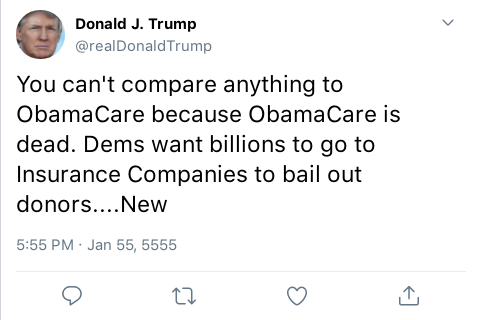 Donald J. Trump
@realDonaldTrump
You can't compare anything to
ObamaCare because ObamaCare is
dead. Dems want billions to go to
Insurance Companies to bail out
donors....New
5:55 PM · Jan 55, 5555